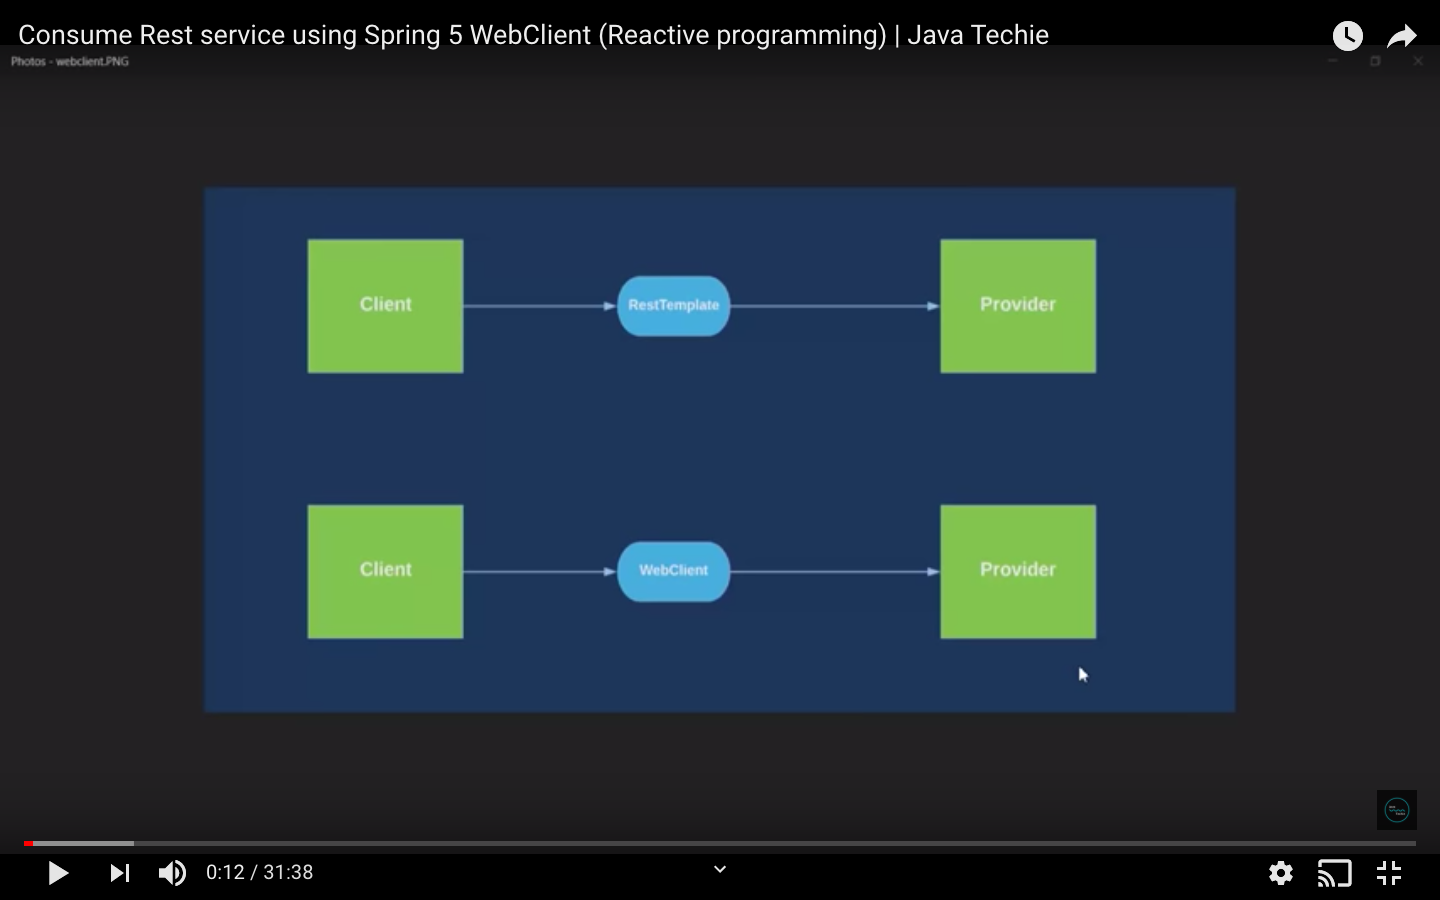 Consume Rest service using Spring 5 WebClient (Reactive programming) | Java Techie
Photos - webclient.PNG
Client
RestTemplate
Provider
Client
WebClient
Provider
0:12 / 31:38